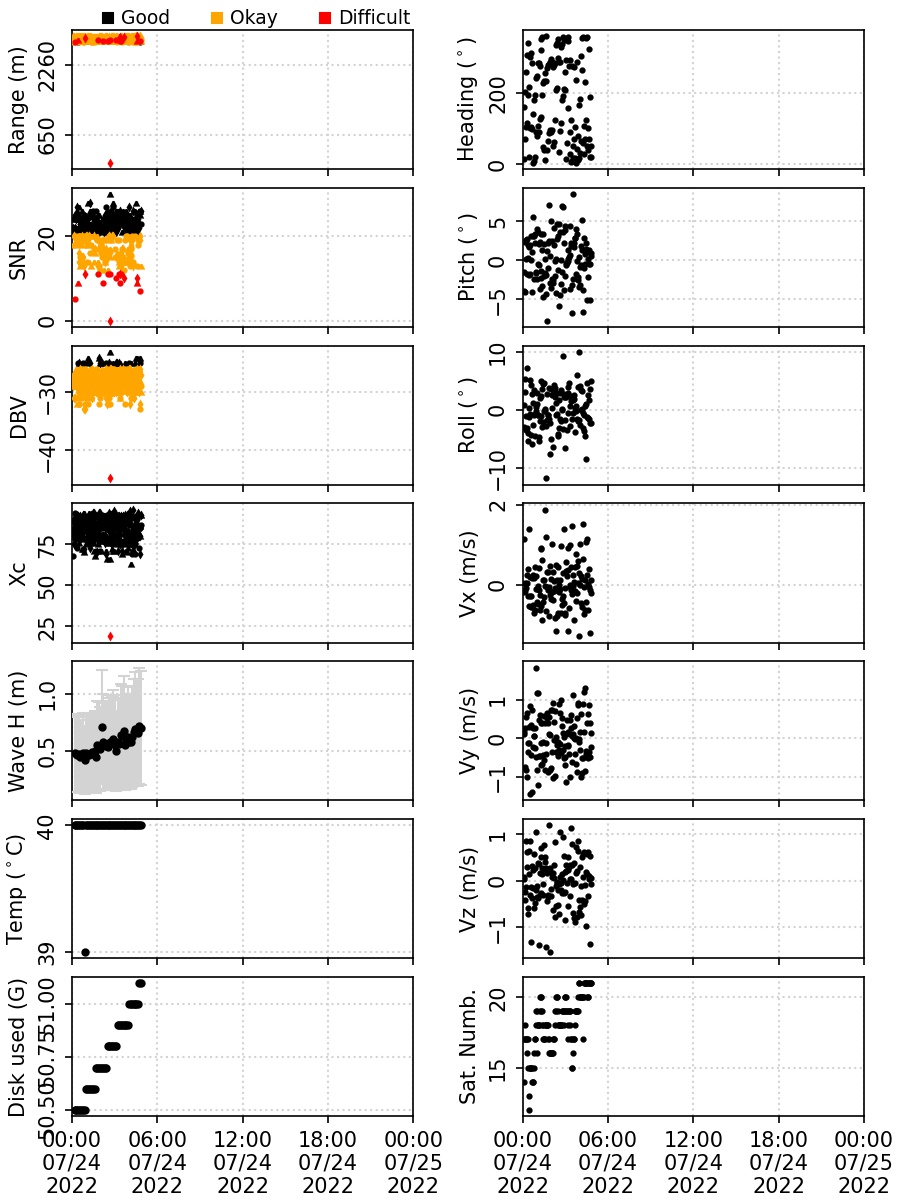 Good Okay Difficult
Range (m)
2260
650
Heading ( ° )
200
0
SNR
20
0
Pitch ( ° )
5
0
−5
DBV
−30
−40
Roll ( ° )
10
0
−10
Xc
75
50
25
Vx (m/s)
2
0
Wave H (m)
1.0
0.5
Vy (m/s)
1
0
−1
Temp ( ° C)
40
39
Vz (m/s)
1
0
−1
Disk used (G)
51.00
50.75
50.50
Sat. Numb.
20
15
00:00 06:00 12:00 18:00 00:00
07/24 07/24 07/24 07/24 07/25
2022 2022 2022 2022 2022
00:00 06:00 12:00 18:00 00:00
07/24 07/24 07/24 07/24 07/25
2022 2022 2022 2022 2022